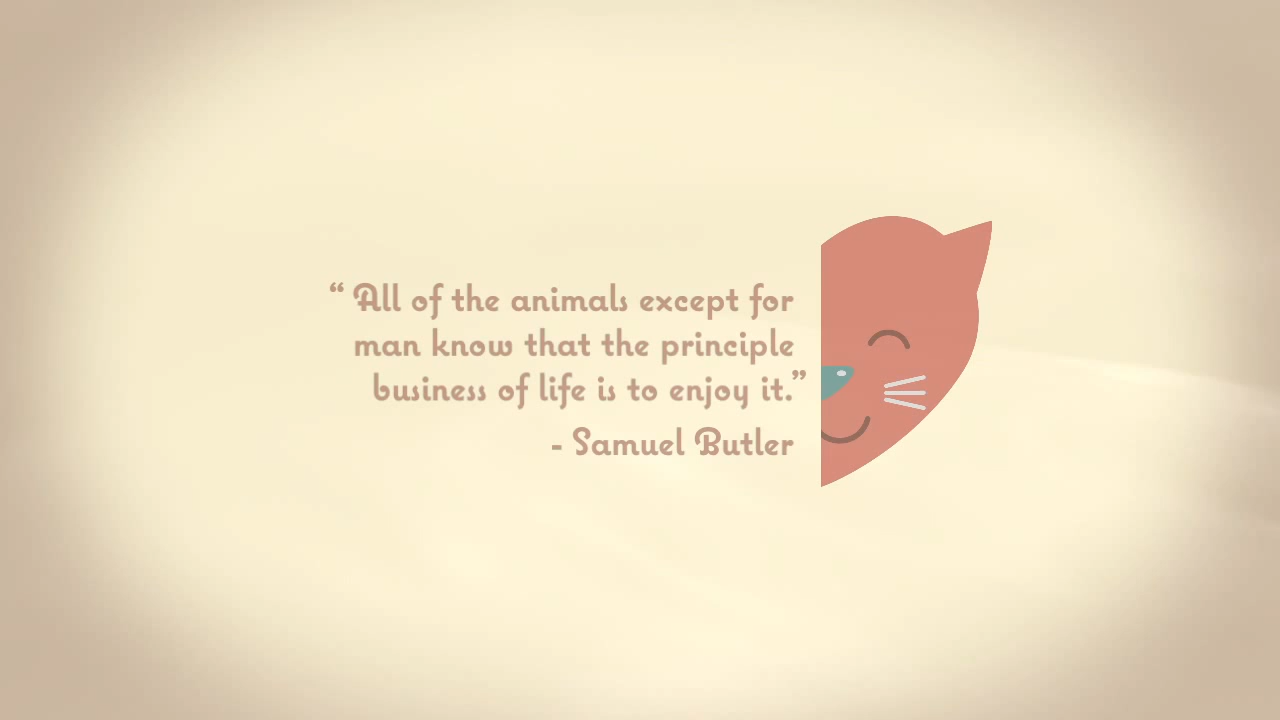 “ All of the animals except for
man know that the principle
business of life is to enjoy it.”
- Samuel Butler